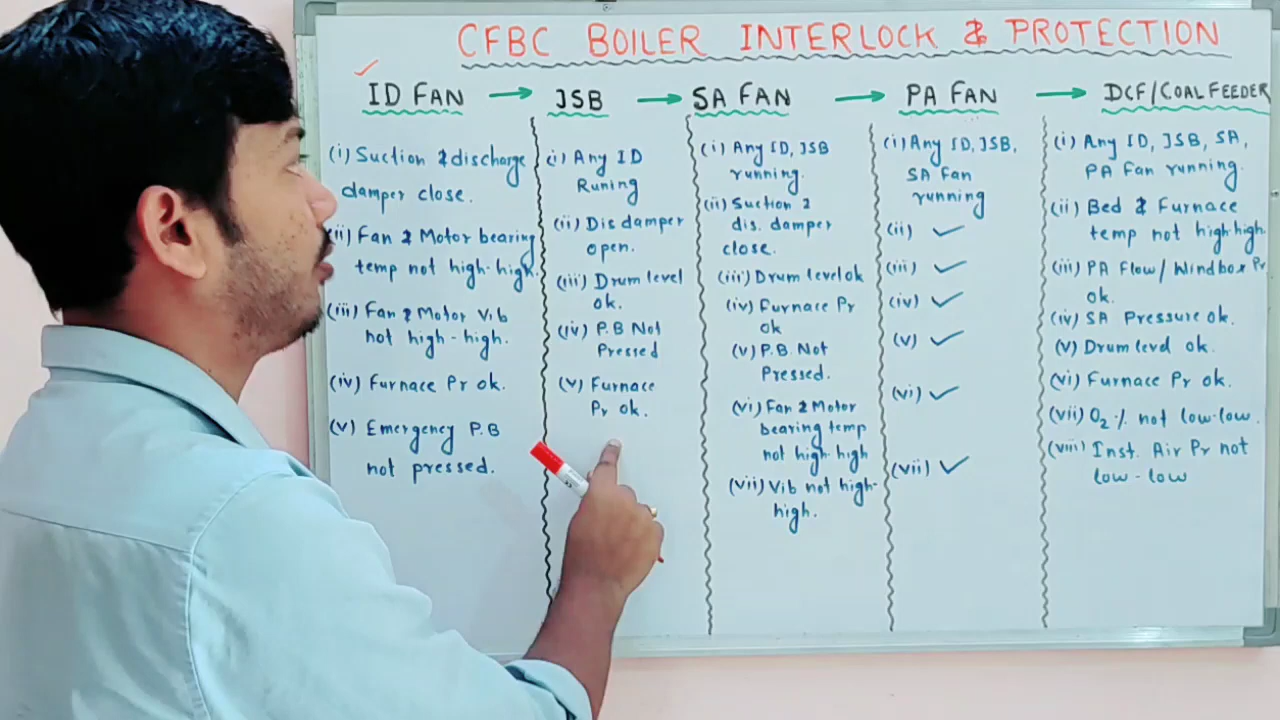 CFBC BOILER INTERLOCK & PROTECTION
ID FAN → JSB → SA FAN → PA FAN → DCF/COAL FEEDER
(i) Suction & discharge
damper close.
(ii) Fan & Motor bearing
temp not high-high.
(iii) Fan & Motor Vib
not high-high.
(iv) Furnace Pr ok.
(v) Emergency P.B
not pressed.
(i) Any ID
Runing
(ii) Dis damper
open.
(iii) Drum level
ok.
(iv) P.B Not
Pressed
(v) Furnace
Pr ok.
(i) Any ID, JSB
running.
(ii) Suction &
dis. damper
close.
(iii) Drum level ok
(iv) Furnace Pr
ok
(v) P.B. Not
Pressed.
(vi) Fan & Motor
bearing temp
not high-high
(vii) Vib not high-
high.
(i) Any ID, JSB,
SA Fan
running
(ii) ✓
(iii) ✓
(iv) ✓
(v) ✓
(vi) ✓
(vii) ✓
(i) Any ID, JSB, SA,
PA Fan running.
(ii) Bed & Furnace
temp not high high.
(iii) PA Flow/Windbox Pr
ok.
(iv) SA Pressure ok.
(v) Drum level ok.
(vi) Furnace Pr ok.
(vii) O₂ % not low-low.
(viii) Inst. Air Pr not
low-low